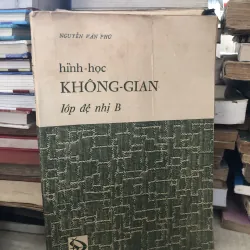 NGUYỄN VĂN PHÚ
hình-học
KHÔNG-GIAN
lớp đệ nhị B